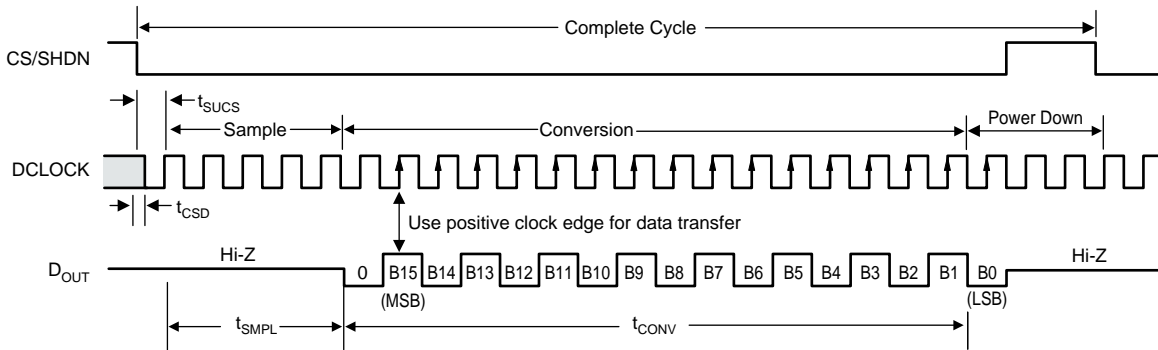 Complete Cycle
CS/SHDN
tSUCS
Sample
Conversion
Power Down
DCLOCK
tCSD
Use positive clock edge for data transfer
Hi-Z
0 B15 B14 B13 B12 B11 B10 B9 B8 B7 B6 B5 B4 B3 B2 B1 B0
Hi-Z
DOUT
(MSB)
(LSB)
tSMPL
tCONV